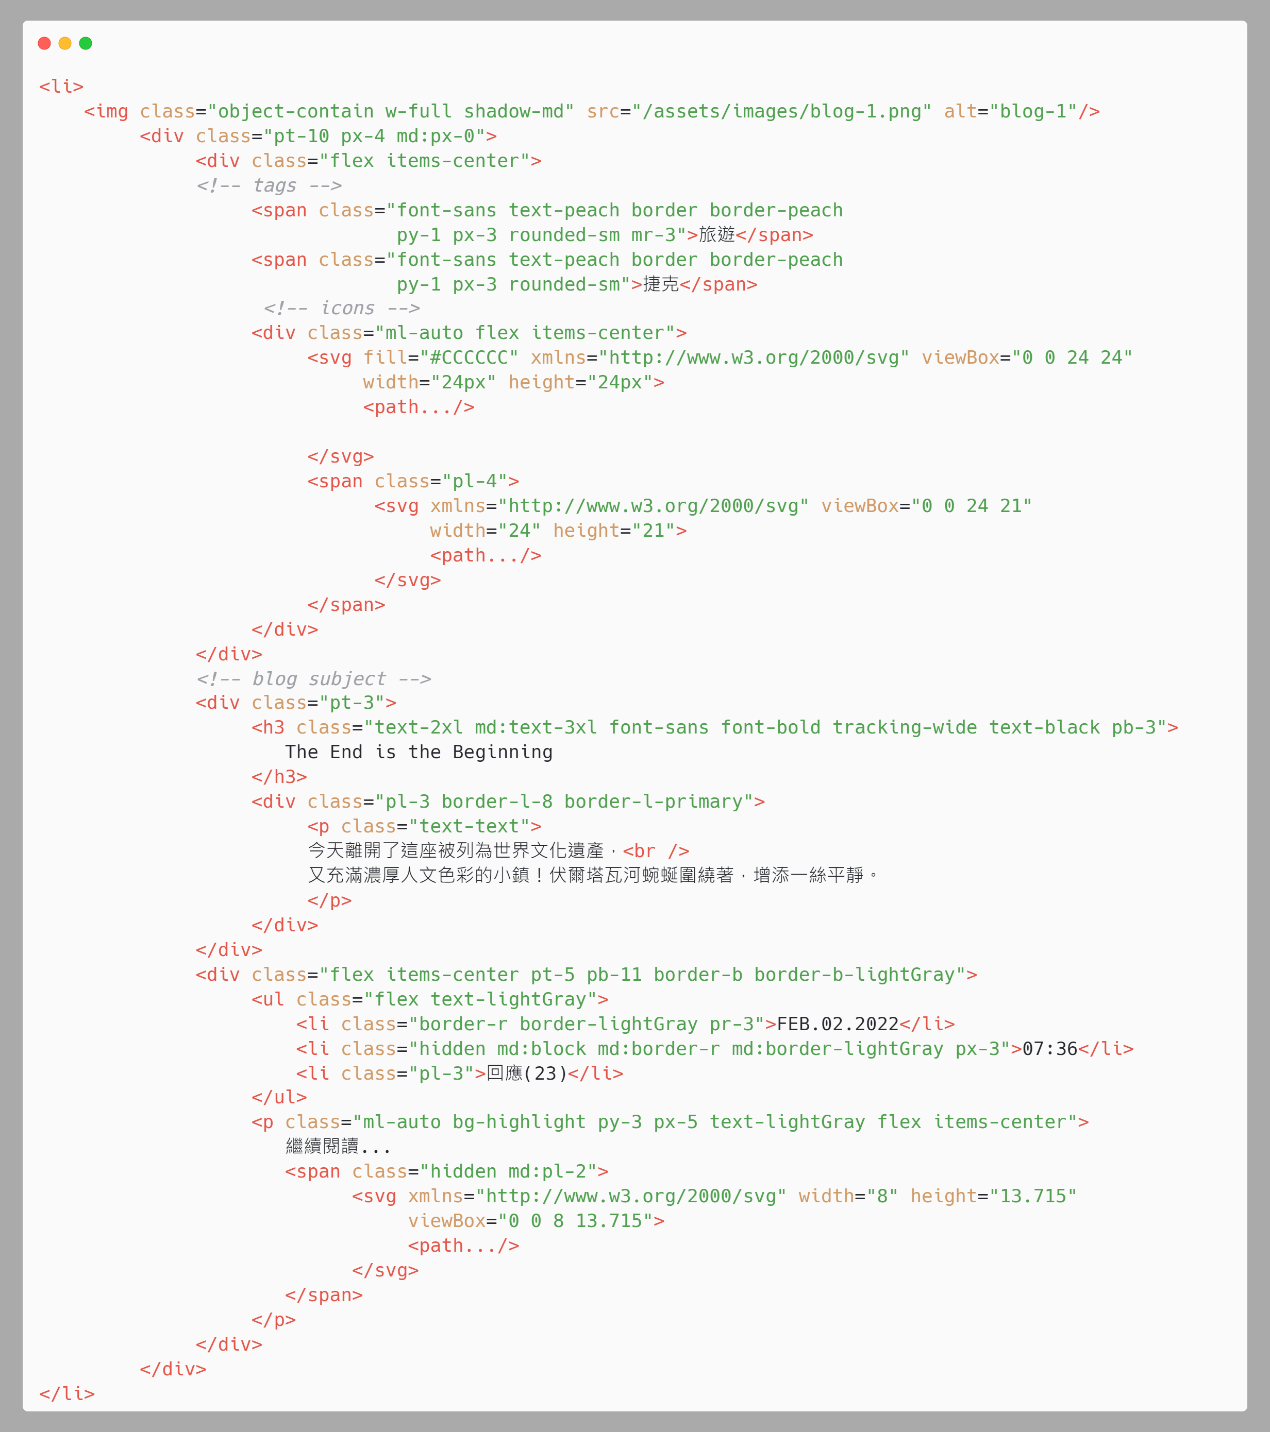 <li>
<img class="object-contain w-full shadow-md" src="/assets/images/blog-1.png" alt="blog-1"/>
<div class="pt-10 px-4 md:px-0">
<div class="flex items-center">
<!-- tags -->
<span class="font-sans text-peach border border-peach
py-1 px-3 rounded-sm mr-3">旅遊</span>
<span class="font-sans text-peach border border-peach
py-1 px-3 rounded-sm">捷克</span>
<!-- icons -->
<div class="ml-auto flex items-center">
<svg fill="#CCCCCC" xmlns="http://www.w3.org/2000/svg" viewBox="0 0 24 24"
width="24px" height="24px">
<path.../>
</svg>
<span class="pl-4">
<svg xmlns="http://www.w3.org/2000/svg" viewBox="0 0 24 21"
width="24" height="21">
<path.../>
</svg>
</span>
</div>
</div>
<!-- blog subject -->
<div class="pt-3">
<h3 class="text-2xl md:text-3xl font-sans font-bold tracking-wide text-black pb-3">
The End is the Beginning
</h3>
<div class="pl-3 border-l-8 border-l-primary">
<p class="text-text">
今天離開了這座被列為世界文化遺產，<br />
又充滿濃厚人文色彩的小鎮！伏爾塔瓦河蜿蜒圍繞著，增添一絲平靜。
</p>
</div>
</div>
<div class="flex items-center pt-5 pb-11 border-b border-b-lightGray">
<ul class="flex text-lightGray">
<li class="border-r border-lightGray pr-3">FEB.02.2022</li>
<li class="hidden md:block md:border-r md:border-lightGray px-3">07:36</li>
<li class="pl-3">回應(23)</li>
</ul>
<p class="ml-auto bg-highlight py-3 px-5 text-lightGray flex items-center">
繼續閱讀...
<span class="hidden md:pl-2">
<svg xmlns="http://www.w3.org/2000/svg" width="8" height="13.715"
viewBox="0 0 8 13.715">
<path.../>
</svg>
</span>
</p>
</div>
</div>
</li>